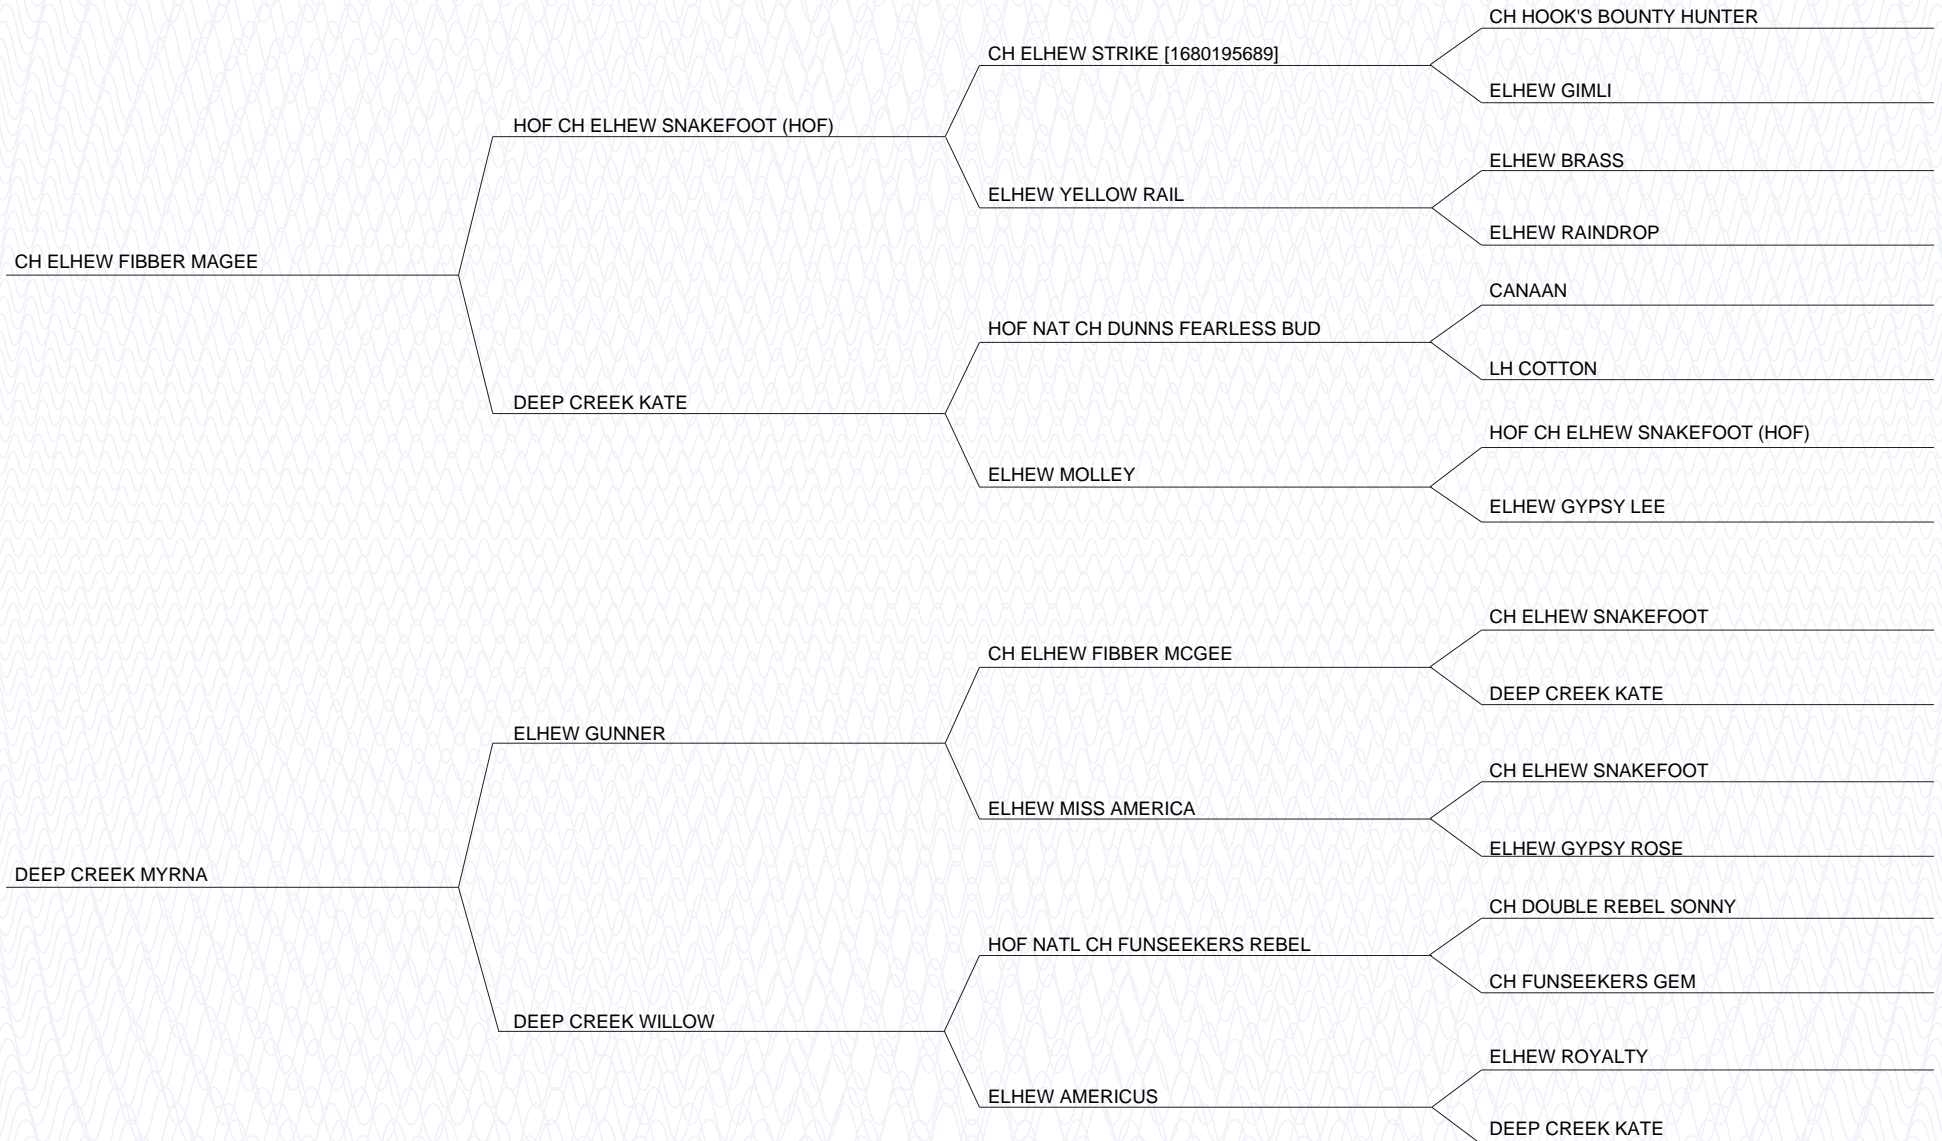 CH HOOK'S BOUNTY HUNTER
CH ELHEW STRIKE [1680195689]
ELHEW GIMLI
HOF CH ELHEW SNAKEFOOT (HOF)
ELHEW BRASS
ELHEW YELLOW RAIL
ELHEW RAINDROP
CH ELHEW FIBBER MAGEE
CANAAN
HOF NAT CH DUNNS FEARLESS BUD
LH COTTON
DEEP CREEK KATE
HOF CH ELHEW SNAKEFOOT (HOF)
ELHEW MOLLEY
ELHEW GYPSY LEE
CH ELHEW SNAKEFOOT
CH ELHEW FIBBER MCGEE
DEEP CREEK KATE
ELHEW GUNNER
CH ELHEW SNAKEFOOT
ELHEW MISS AMERICA
ELHEW GYPSY ROSE
DEEP CREEK MYRNA
CH DOUBLE REBEL SONNY
HOF NATL CH FUNSEEKERS REBEL
CH FUNSEEKERS GEM
DEEP CREEK WILLOW
ELHEW ROYALTY
ELHEW AMERICUS
DEEP CREEK KATE